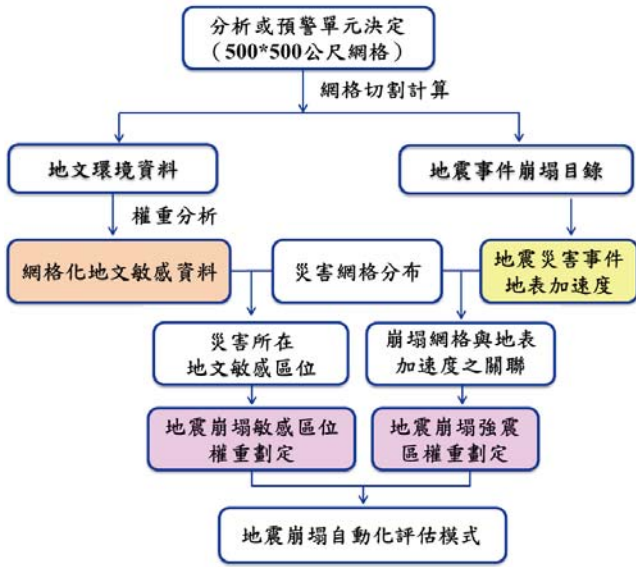 分析或預警單元決定
（500*500公尺網格）
網格切割計算
地文環境資料
地震事件崩塌目錄
權重分析
網格化地文敏感資料
災害網格分布
地震災害事件
地表加速度
災害所在
地文敏感區位
崩塌網格與地表
加速度之關聯
地震崩塌敏感區位
權重劃定
地震崩塌強震
區權重劃定
地震崩塌自動化評估模式